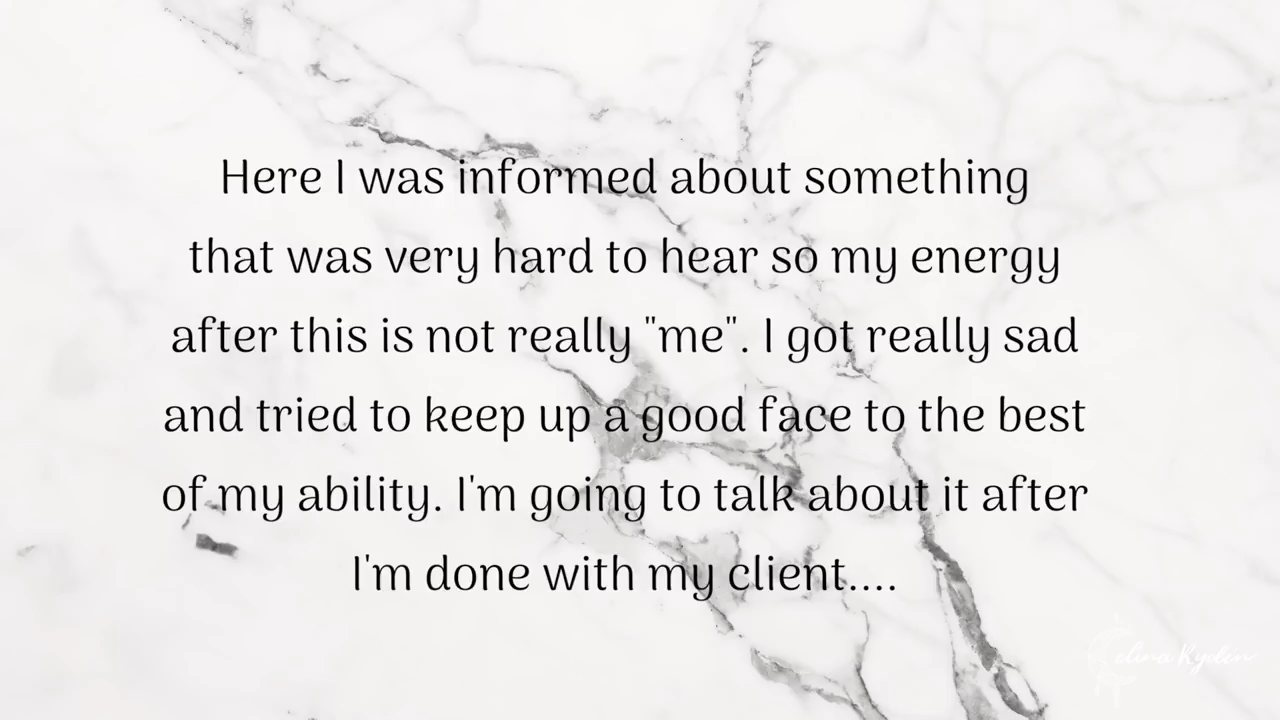 Here I was informed about something
that was very hard to hear so my energy
after this is not really "me". I got really sad
and tried to keep up a good face to the best
of my ability. I'm going to talk about it after
I'm done with my client....
elina Rydén